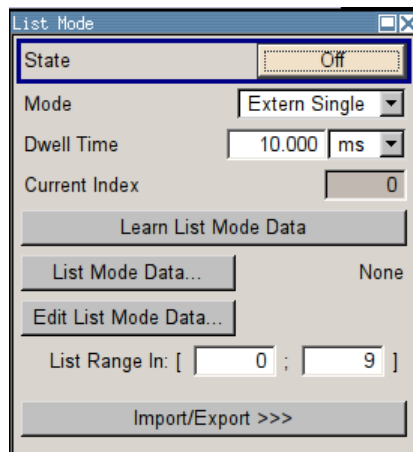 List Mode
State Off
Mode Extern Single
Dwell Time 10.000 ms
Current Index 0
Learn List Mode Data
List Mode Data... None
Edit List Mode Data...
List Range In: [ 0 ; 9 ]
Import/Export >>>